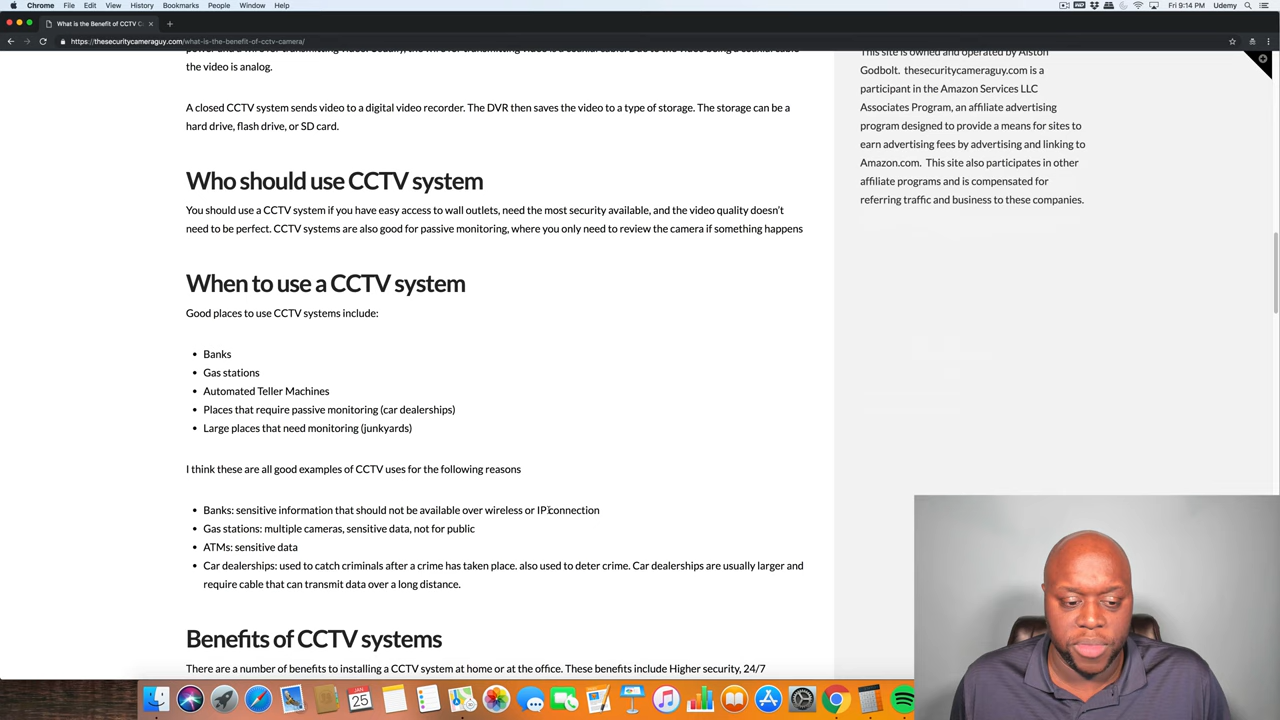 Chrome File Edit View History Bookmarks People Window Help
Fri 9:14 PM Udemy
What is the Benefit of CCTV C
https://thesecuritycameraguy.com/what-is-the-benefit-of-cctv-camera/
the video is analog.
A closed CCTV system sends video to a digital video recorder. The DVR then saves the video to a type of storage. The storage can be a
hard drive, flash drive, or SD card.
Who should use CCTV system
You should use a CCTV system if you have easy access to wall outlets, need the most security available, and the video quality doesn't
need to be perfect. CCTV systems are also good for passive monitoring, where you only need to review the camera if something happens
When to use a CCTV system
Good places to use CCTV systems include:
• Banks
• Gas stations
• Automated Teller Machines
• Places that require passive monitoring (car dealerships)
• Large places that need monitoring (junkyards)
I think these are all good examples of CCTV uses for the following reasons
• Banks: sensitive information that should not be available over wireless or IP connection
• Gas stations: multiple cameras, sensitive data, not for public
• ATMs: sensitive data
• Car dealerships: used to catch criminals after a crime has taken place. also used to deter crime. Car dealerships are usually larger and
require cable that can transmit data over a long distance.
Benefits of CCTV systems
There are a number of benefits to installing a CCTV system at home or at the office. These benefits include Higher security, 24/7
This site is owned and operated by Alston
Godbolt. thesecuritycameraguy.com is a
participant in the Amazon Services LLC
Associates Program, an affiliate advertising
program designed to provide a means for sites to
earn advertising fees by advertising and linking to
Amazon.com. This site also participates in other
affiliate programs and is compensated for
referring traffic and business to these companies.
JAN
25